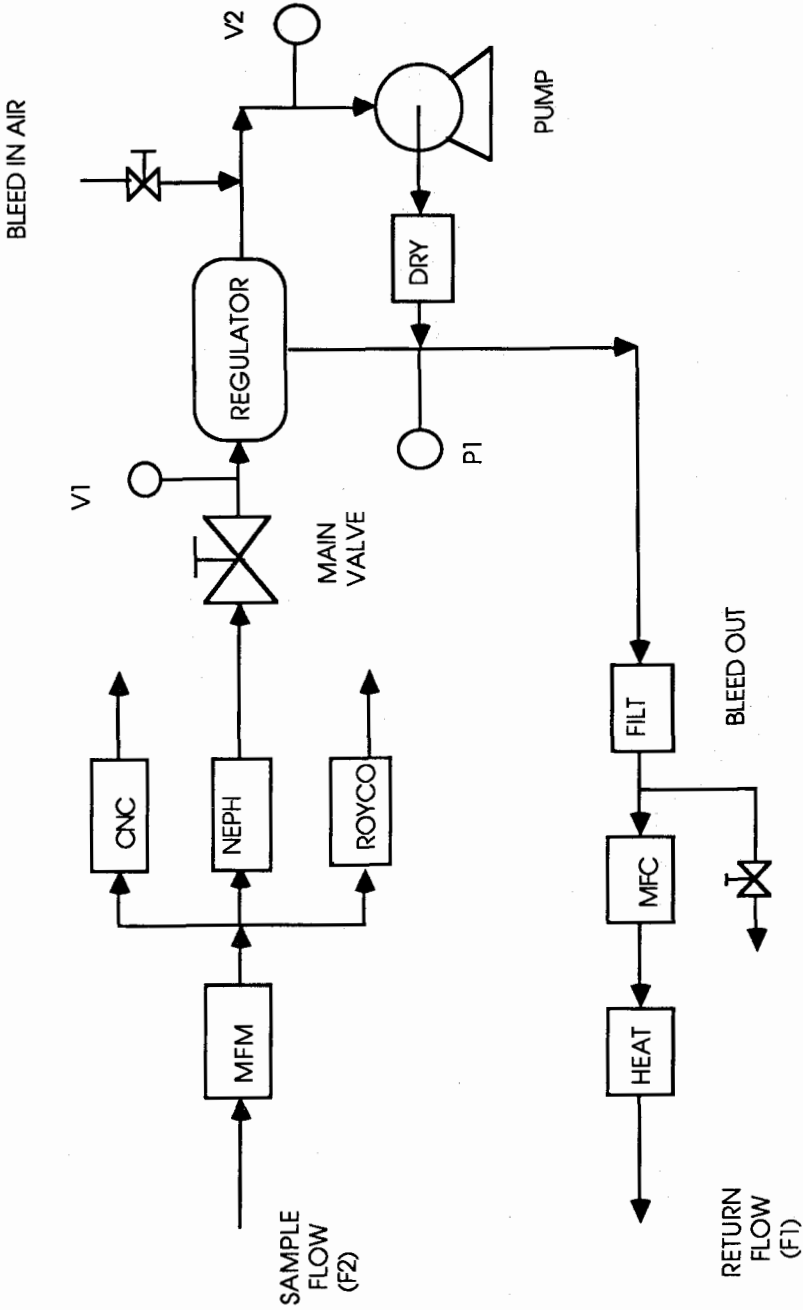 BLEED IN AIR
V2
PUMP
REGULATOR
DRY
V1
P1
MAIN
VALVE
CNC
NEPH
ROYCO
MFM
SAMPLE
FLOW
(F2)
FILT
BLEED OUT
MFC
HEAT
RETURN
FLOW
(F1)